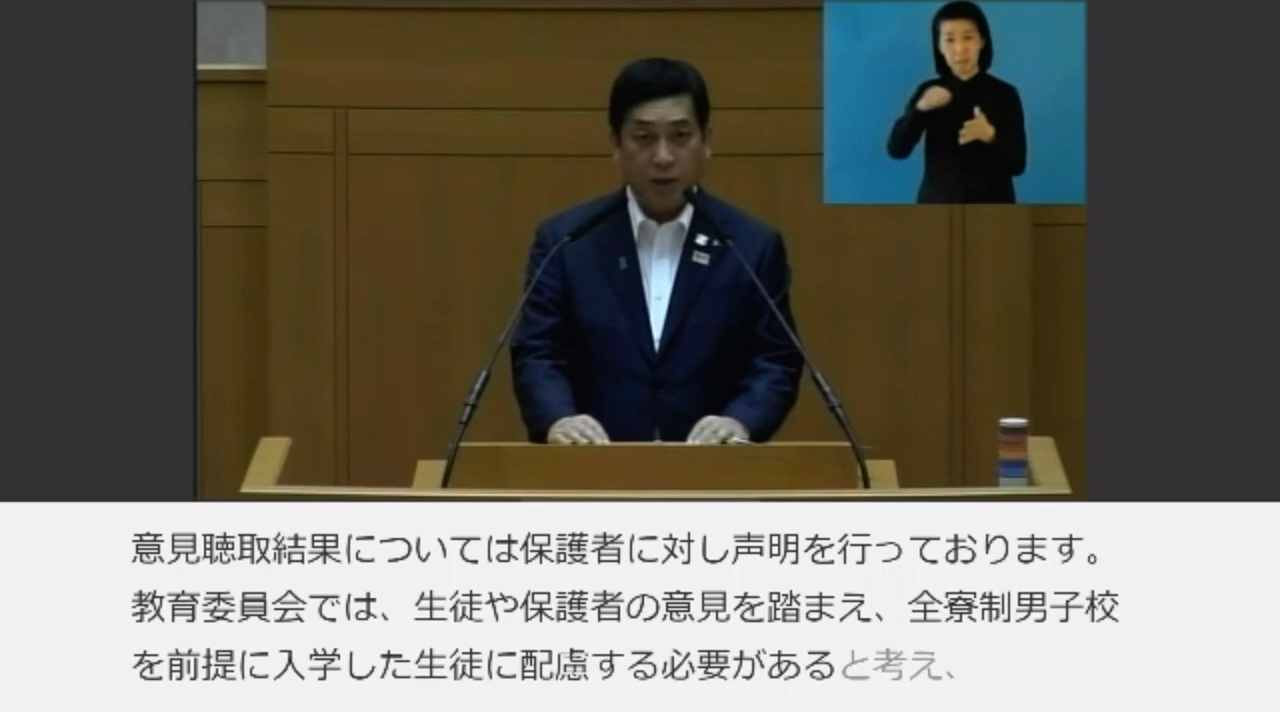 意見聴取結果については保護者に対し声明を行っております。
教育委員会では、生徒や保護者の意見を踏まえ、全寮制男子校
を前提に入学した生徒に配慮する必要があると考え、